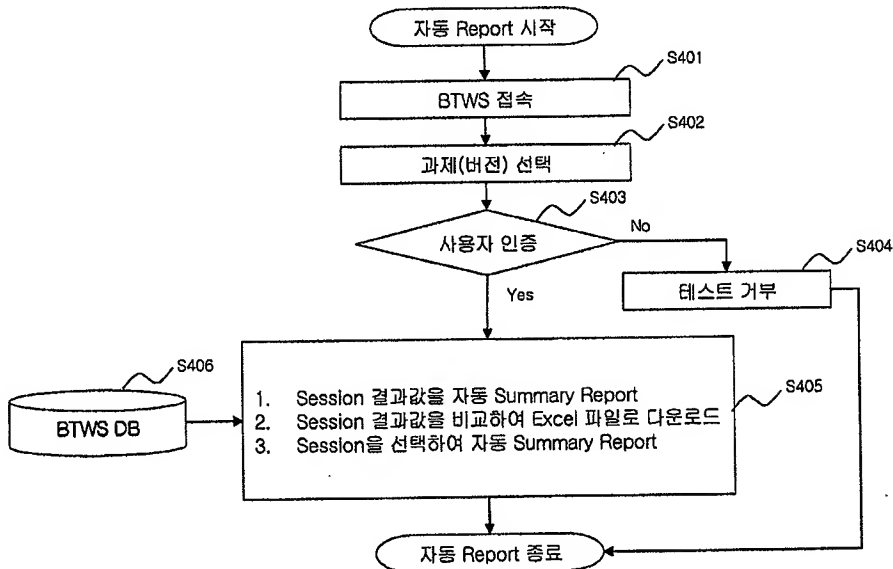 자동 Report 시작
S401
BTWS 접속
S402
과제(버전) 선택
S403
사용자 인증
No
S404
테스트 거부
Yes
S406
BTWS DB
S405
1. Session 결과값을 자동 Summary Report
2. Session 결과값을 비교하여 Excel 파일로 다운로드
3. Session을 선택하여 자동 Summary Report
자동 Report 종료